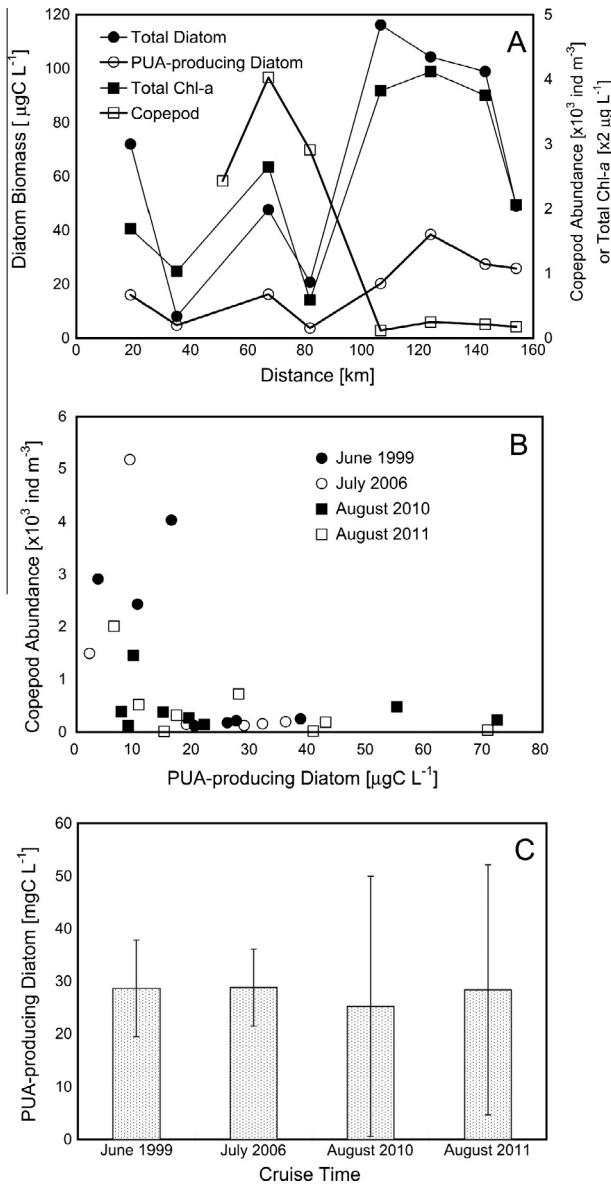 A
Total Diatom
PUA-producing Diatom
Total Chl-a
Copepod
Diatom Biomass [ µgC L⁻¹]
120
100
80
60
40
20
0
5
4
3
2
1
0
Copepod Abundance [x10³ ind m⁻³]
or Total Chl-a [x2 µg L⁻¹]
0 20 40 60 80 100 120 140 160
Distance [km]
B
June 1999
July 2006
August 2010
August 2011
Copepod Abundance [x10³ ind m⁻³]
6
5
4
3
2
1
0
0 10 20 30 40 50 60 70 80
PUA-producing Diatom [µgC L⁻¹]
C
PUA-producing Diatom [mgC L⁻¹]
60
50
40
30
20
10
0
June 1999 July 2006 August 2010 August 2011
Cruise Time